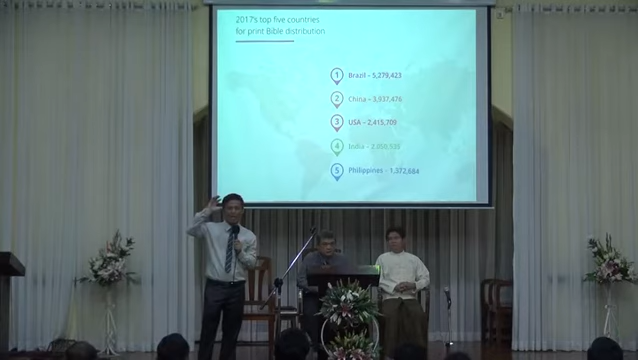 2017's top five countries
for print Bible distribution
1 Brazil – 5,279,423
2 China – 3,937,476
3 USA – 2,415,709
4 India –
5 Philippines – 1,372,684